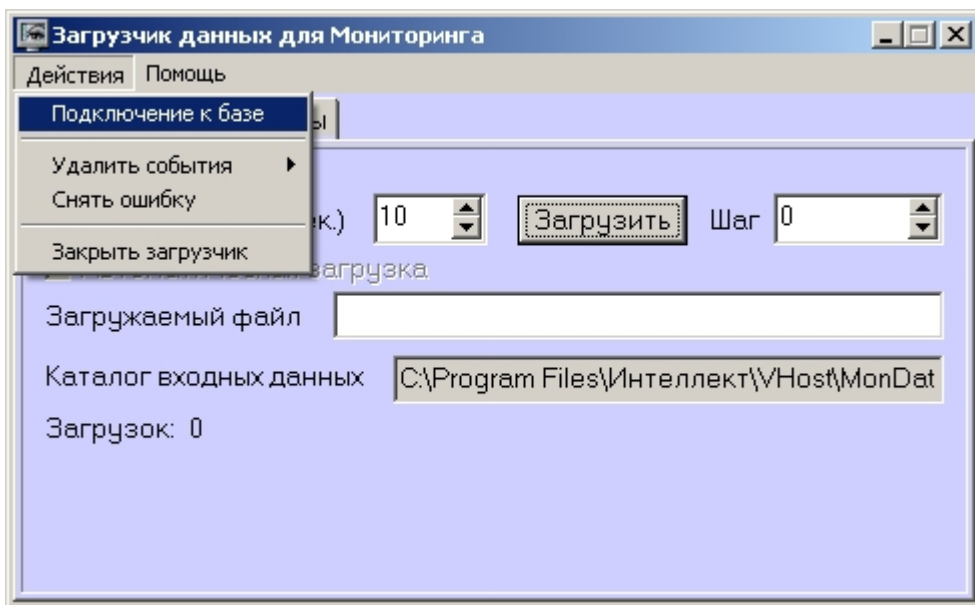 Загрузчик данных для Мониторинга
Действия Помощь
Подключение к базе
Удалить события
Снять ошибку
Закрыть загрузчик
10 Загрузить Шаг 0
загрузка
Загружаемый файл
Каталог входных данных C:\Program Files\Интеллект\VHost\MonDat
Загрузок: 0